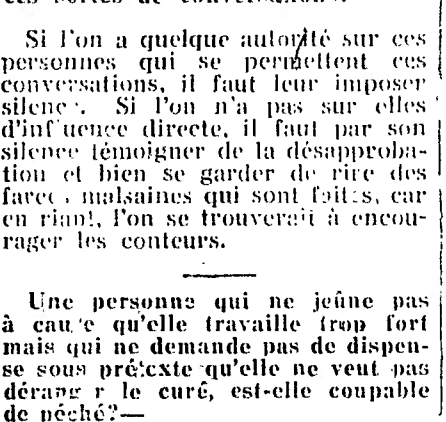 ces sortes de conversations.
Si l'on a quelque autorité sur ces
personnes qui se permettent ces
conversations, il faut leur imposer
silence. Si l'on n'a pas sur elles
d'influence directe, il faut par son
silence témoigner de la désapproba-
tion et bien se garder de rire des
farces malsaines qui sont faites, car
en riant, l'on se trouverait à encou-
rager les conteurs.
Une personne qui ne jeûne pas
à cause qu'elle travaille trop fort
mais qui ne demande pas de dispen-
se sous prétexte qu'elle ne veut pas
déranger le curé, est-elle coupable
de péché?—